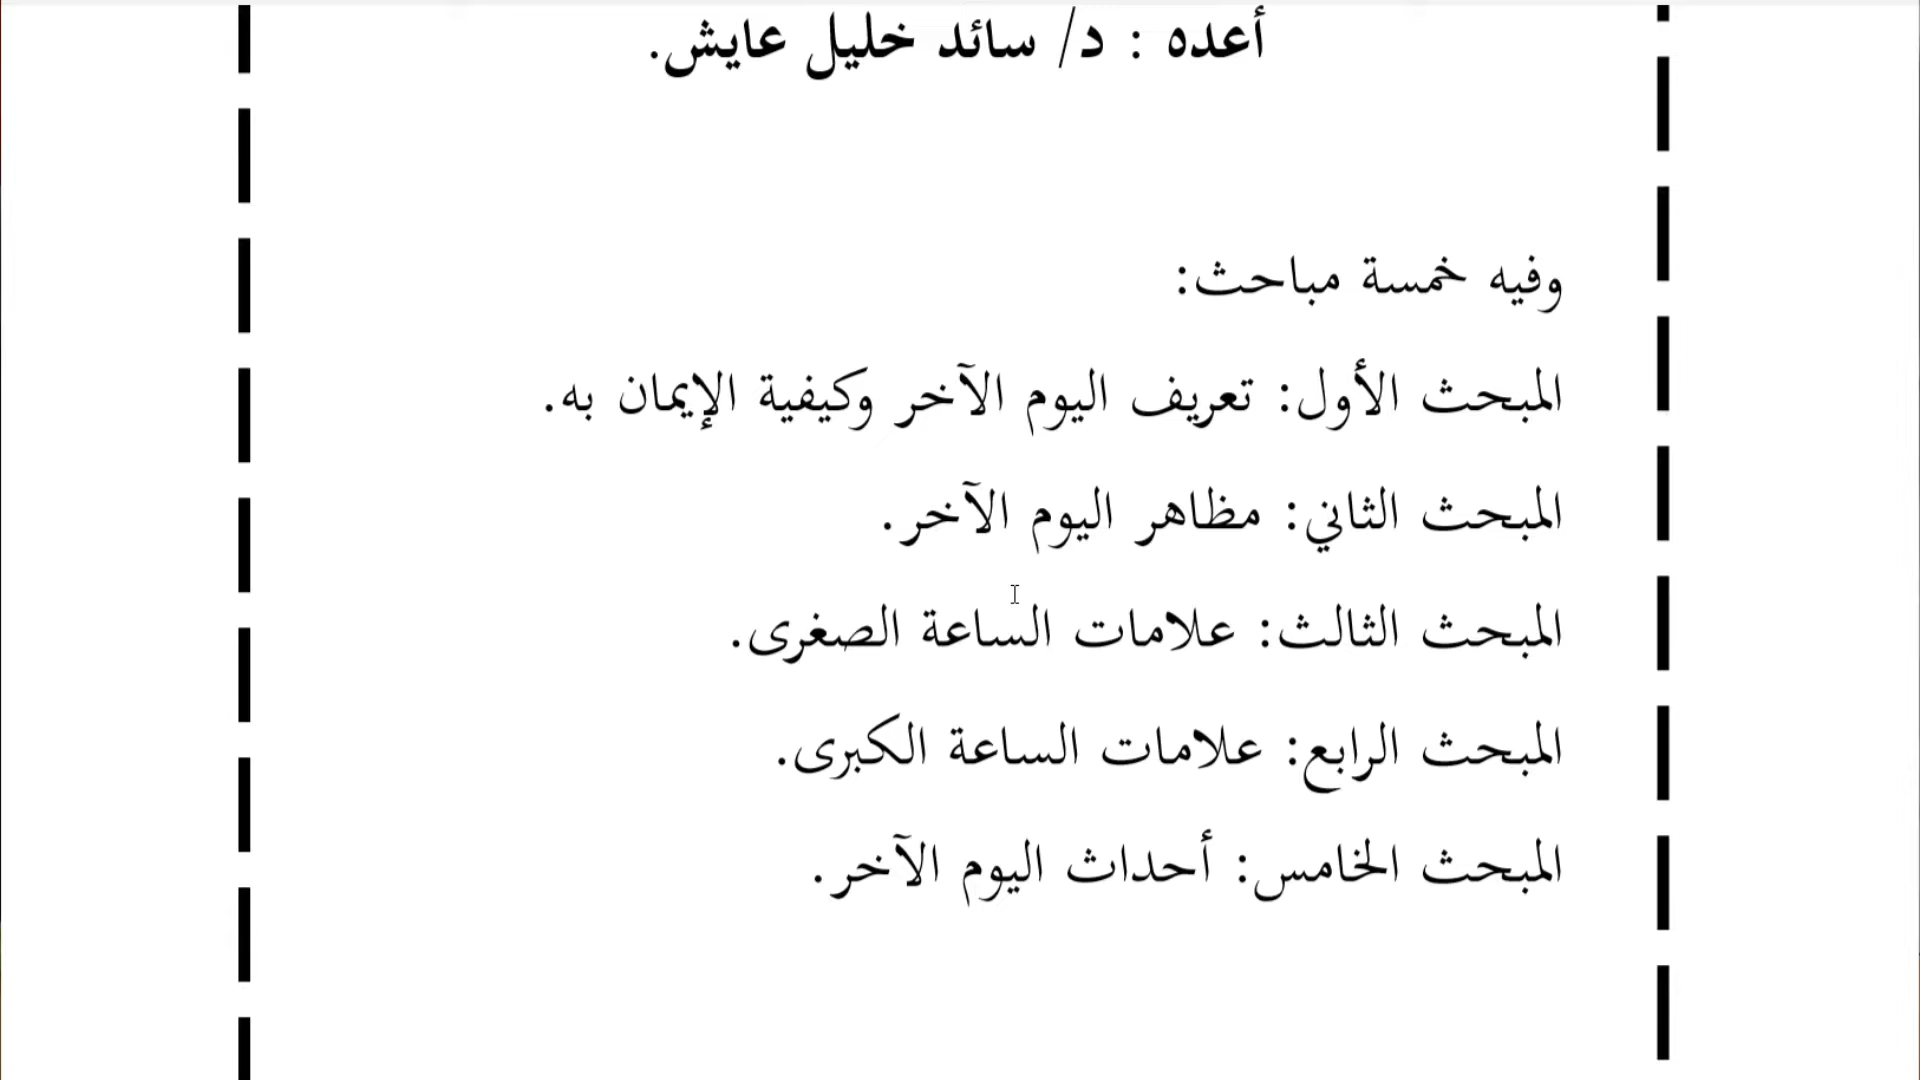 أعده : د/ سائد خليل عايش.
وفيه خمسة مباحث:
المبحث الأول: تعريف اليوم الآخر وكيفية الإيمان به.
المبحث الثاني: مظاهر اليوم الآخر.
المبحث الثالث: علامات الساعة الصغرى.
المبحث الرابع: علامات الساعة الكبرى.
المبحث الخامس: أحداث اليوم الآخر.